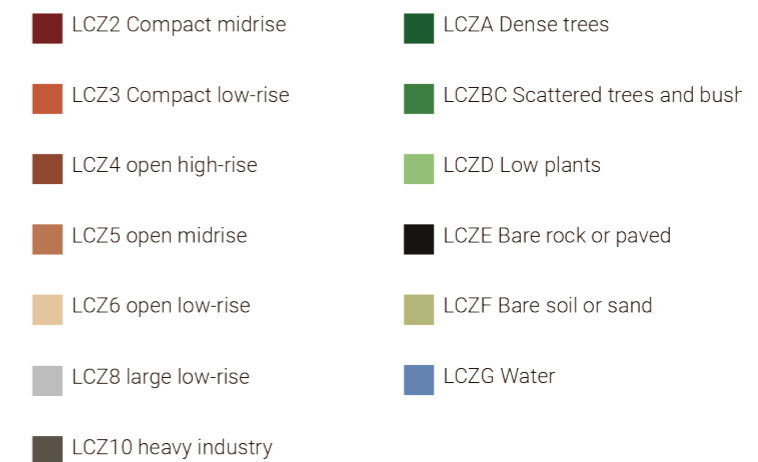 LCZ2 Compact midrise
LCZ3 Compact low-rise
LCZ4 open high-rise
LCZ5 open midrise
LCZ6 open low-rise
LCZ8 large low-rise
LCZ10 heavy industry
LCZA Dense trees
LCZBC Scattered trees and bush
LCZD Low plants
LCZE Bare rock or paved
LCZF Bare soil or sand
LCZG Water